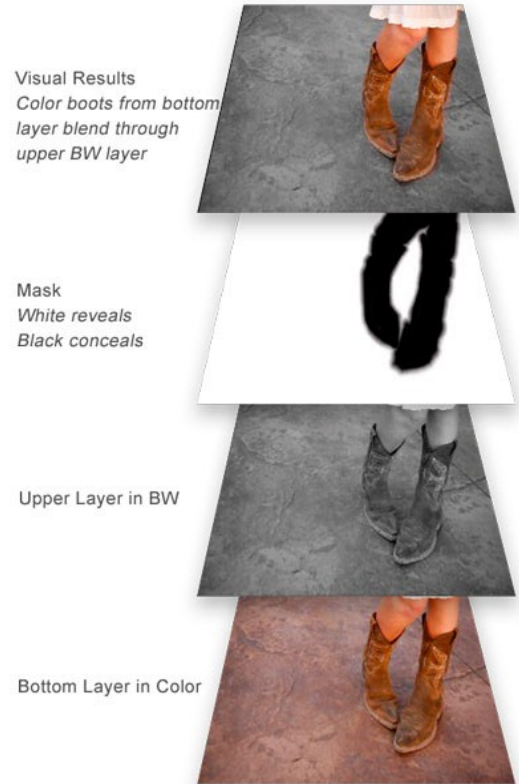 Visual Results
Color boots from bottom
layer blend through
upper BW layer
Mask
White reveals
Black conceals
Upper Layer in BW
Bottom Layer in Color